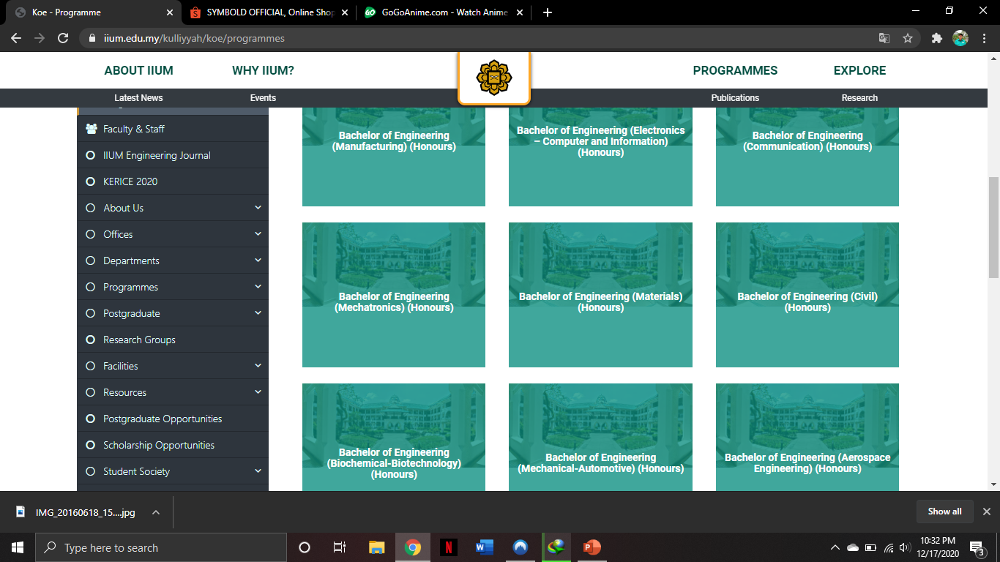 Koe - Programme
SYMBOLD OFFICIAL, Online Shop
GoGoAnime.com - Watch Anime
iium.edu.my/kulliyyah/koe/programmes
ABOUT IIUM
WHY IIUM?
PROGRAMMES
EXPLORE
Latest News
Events
Publications
Research
Faculty & Staff
IIUM Engineering Journal
KERICE 2020
About Us
Offices
Departments
Programmes
Postgraduate
Research Groups
Facilities
Resources
Postgraduate Opportunities
Scholarship Opportunities
Student Society
Bachelor of Engineering
(Manufacturing) (Honours)
Bachelor of Engineering (Electronics
– Computer and Information)
(Honours)
Bachelor of Engineering
(Communication) (Honours)
Bachelor of Engineering
(Mechatronics) (Honours)
Bachelor of Engineering (Materials)
(Honours)
Bachelor of Engineering (Civil)
(Honours)
Bachelor of Engineering
(Biochemical-Biotechnology)
(Honours)
Bachelor of Engineering
(Mechanical-Automotive) (Honours)
Bachelor of Engineering (Aerospace
Engineering) (Honours)
IMG_20160618_15....jpg
Show all
Type here to search
10:32 PM
12/17/2020
3